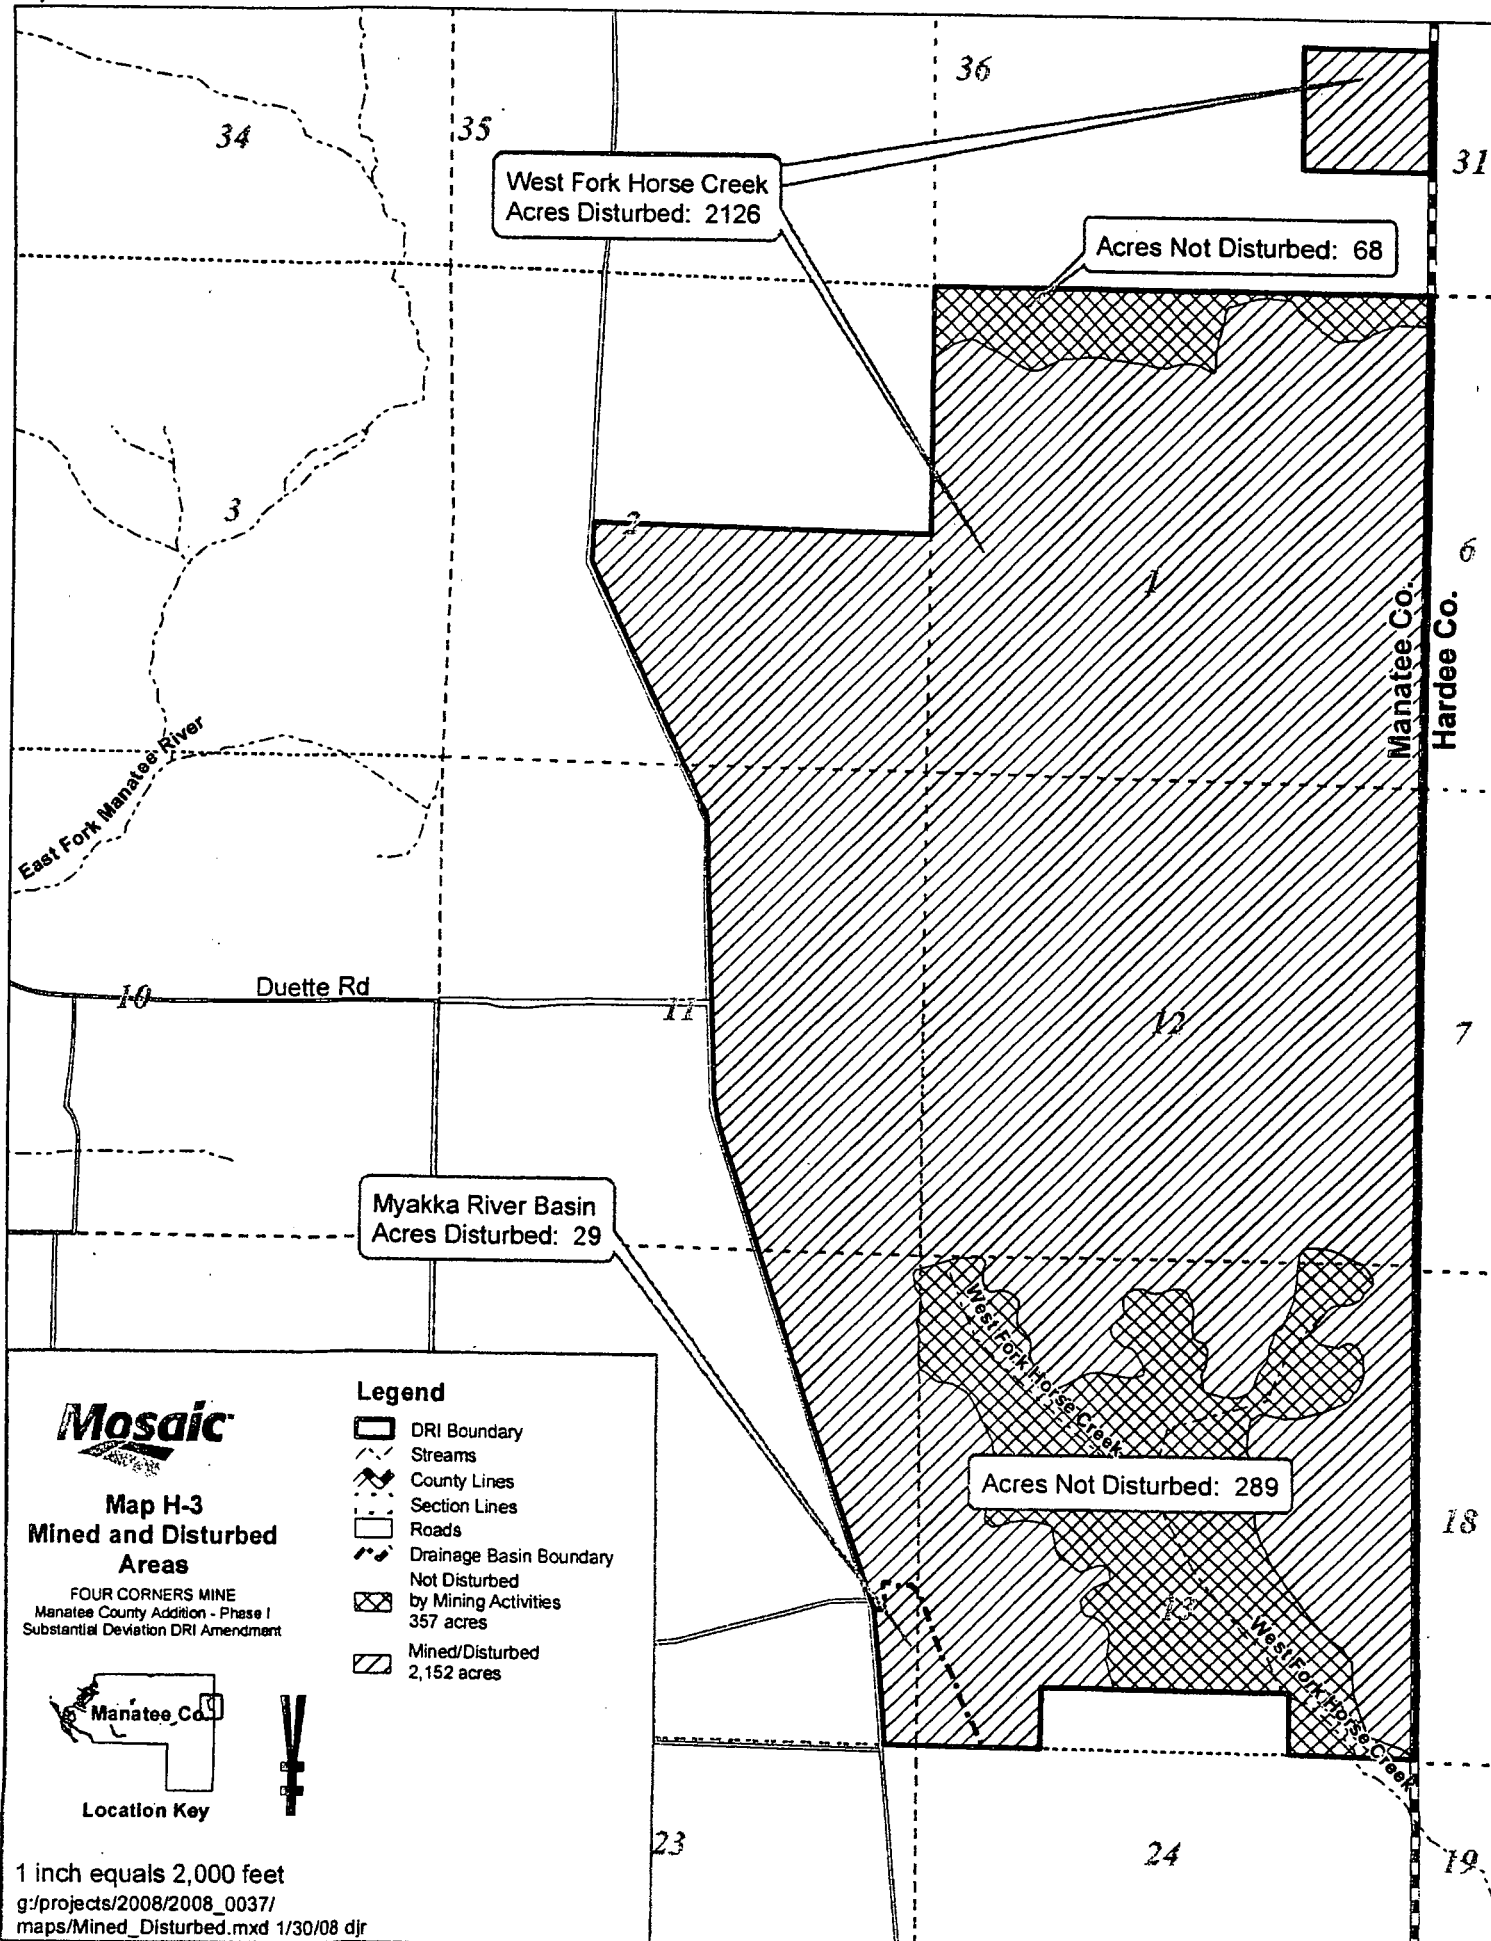 36
34
35
31
West Fork Horse Creek
Acres Disturbed: 2126
Acres Not Disturbed: 68
3
2
1
6
Manatee Co.
Hardee Co.
East Fork Manatee River
Duette Rd
10
11
12
7
Myakka River Basin
Acres Disturbed: 29
West Fork Horse Creek
Acres Not Disturbed: 289
18
13
West Fork Horse Creek
23
24
19
Mosaic
Map H-3
Mined and Disturbed
Areas
FOUR CORNERS MINE
Manatee County Addition - Phase I
Substantial Deviation DRI Amendment
Manatee Co.
Location Key
1 inch equals 2,000 feet
g:/projects/2008/2008_0037/
maps/Mined_Disturbed.mxd 1/30/08 djr
Legend
DRI Boundary
Streams
County Lines
Section Lines
Roads
Drainage Basin Boundary
Not Disturbed
by Mining Activities
357 acres
Mined/Disturbed
2,152 acres